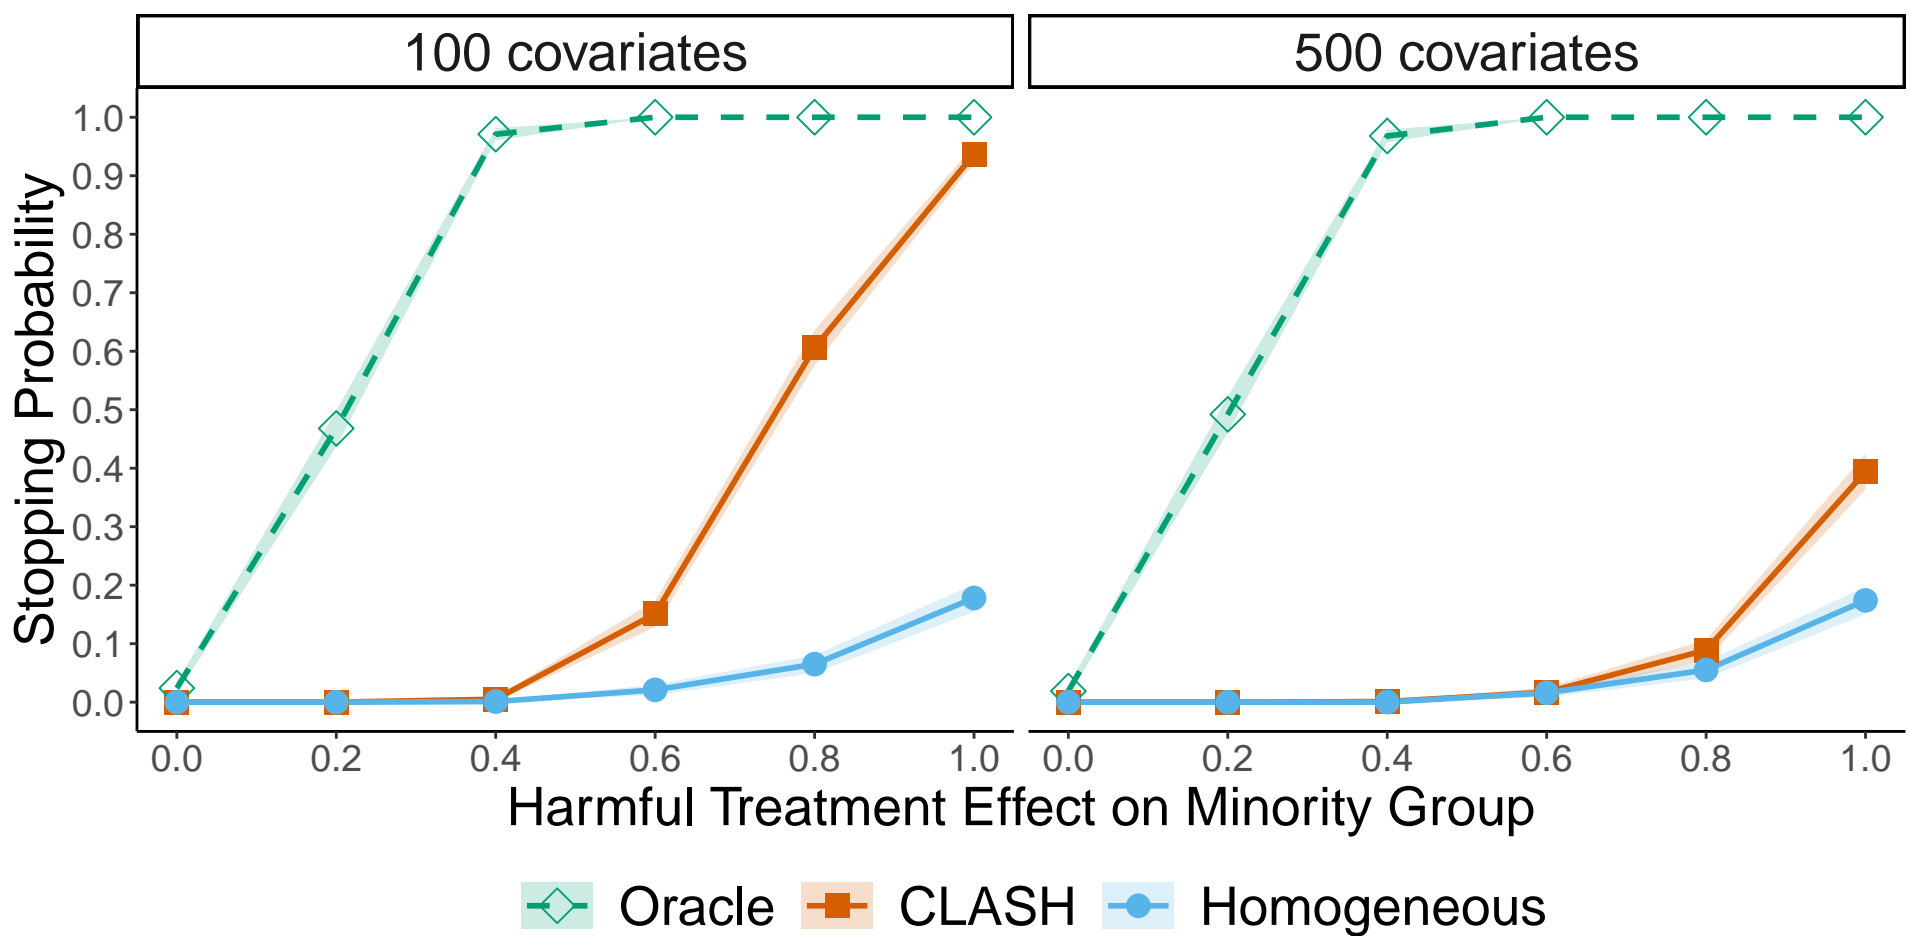 100 covariates
500 covariates
Stopping Probability
1.0
0.9
0.8
0.7
0.6
0.5
0.4
0.3
0.2
0.1
0.0
0.0 0.2 0.4 0.6 0.8 1.0
0.0 0.2 0.4 0.6 0.8 1.0
Harmful Treatment Effect on Minority Group
Oracle CLASH Homogeneous